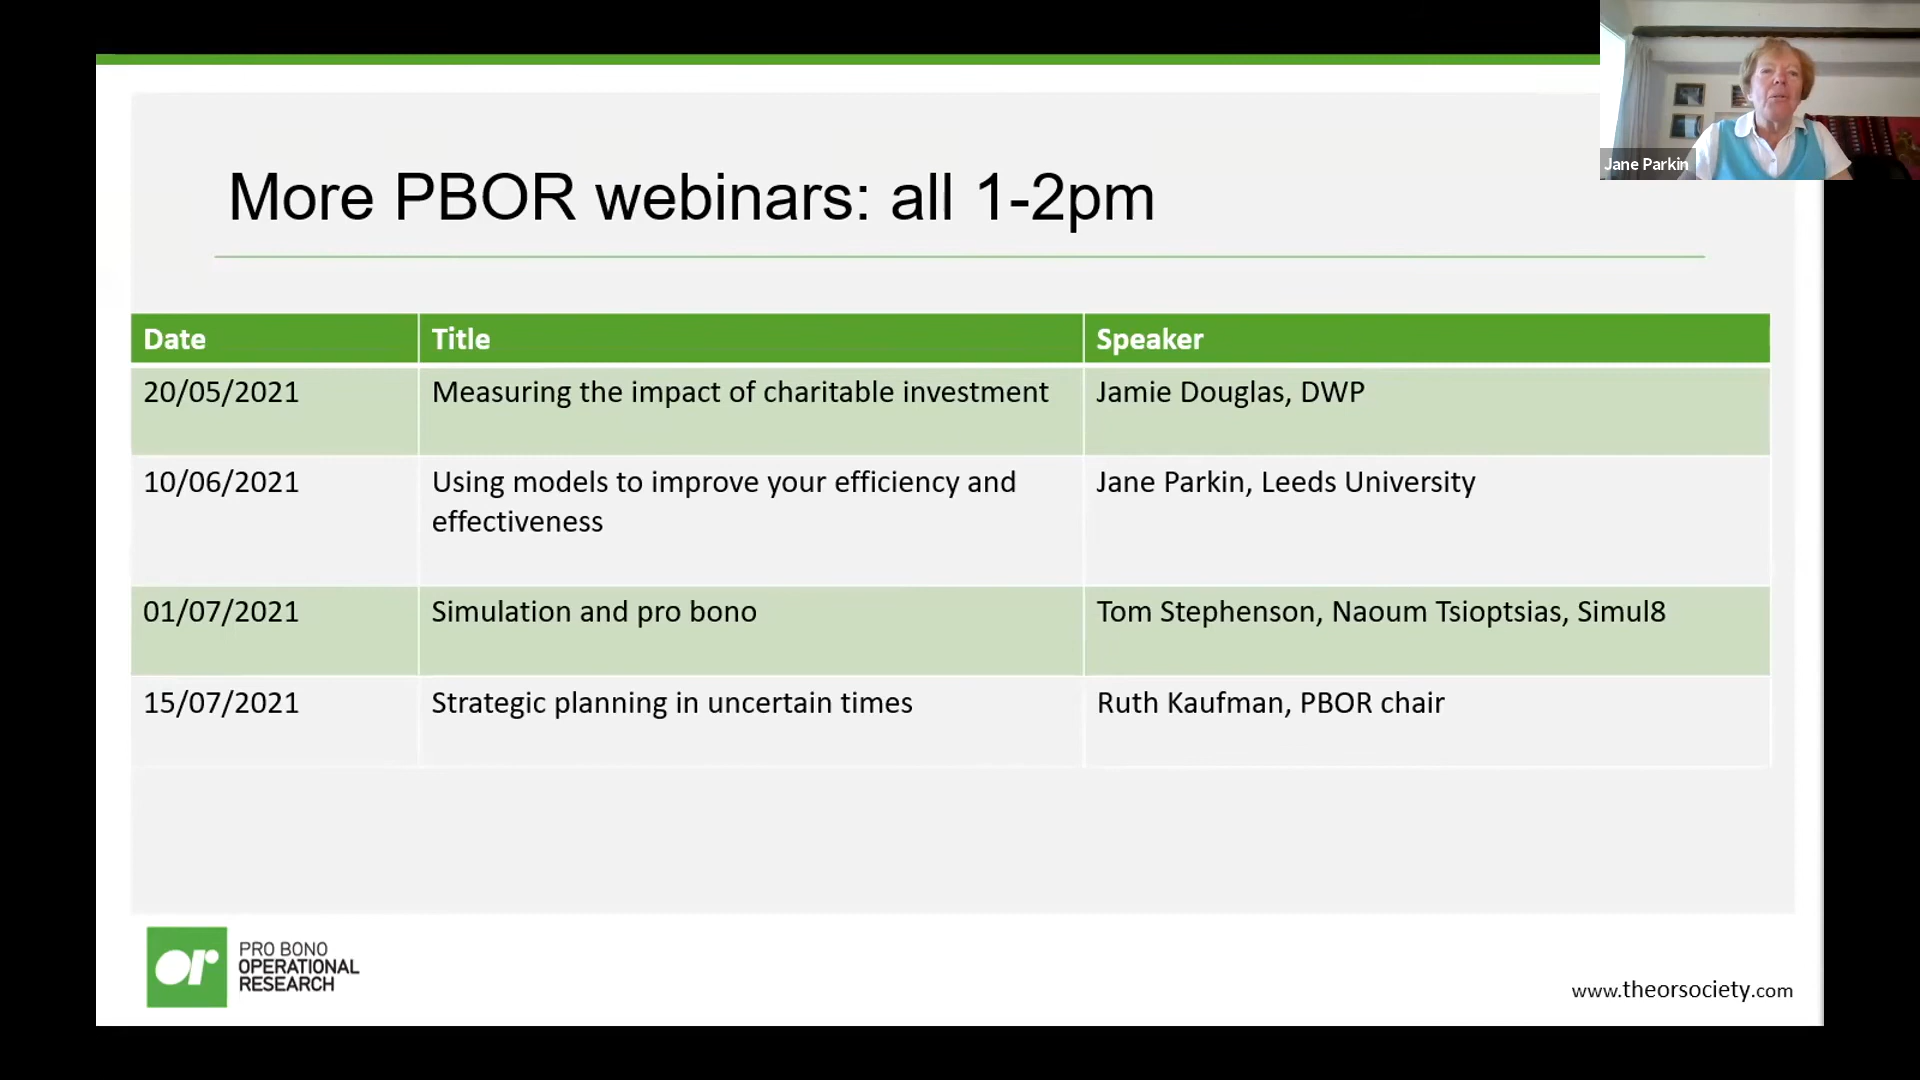 Jane Parkin
More PBOR webinars: all 1-2pm
Date Title Speaker
20/05/2021 Measuring the impact of charitable investment Jamie Douglas, DWP
10/06/2021 Using models to improve your efficiency and Jane Parkin, Leeds University
effectiveness
01/07/2021 Simulation and pro bono Tom Stephenson, Naoum Tsioptsias, Simul8
15/07/2021 Strategic planning in uncertain times Ruth Kaufman, PBOR chair
or
PRO BONO
OPERATIONAL
RESEARCH
www.theorsociety.com